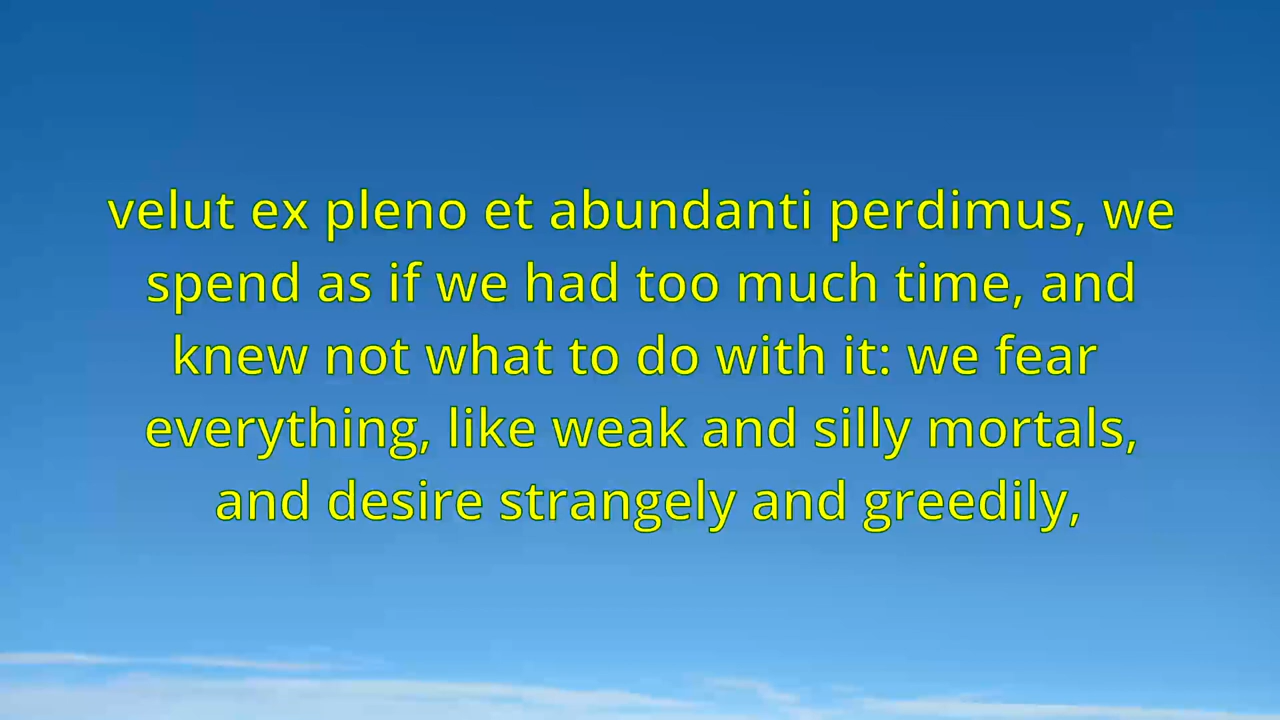 velut ex pleno et abundanti perdimus, we
spend as if we had too much time, and
knew not what to do with it: we fear
everything, like weak and silly mortals,
and desire strangely and greedily,